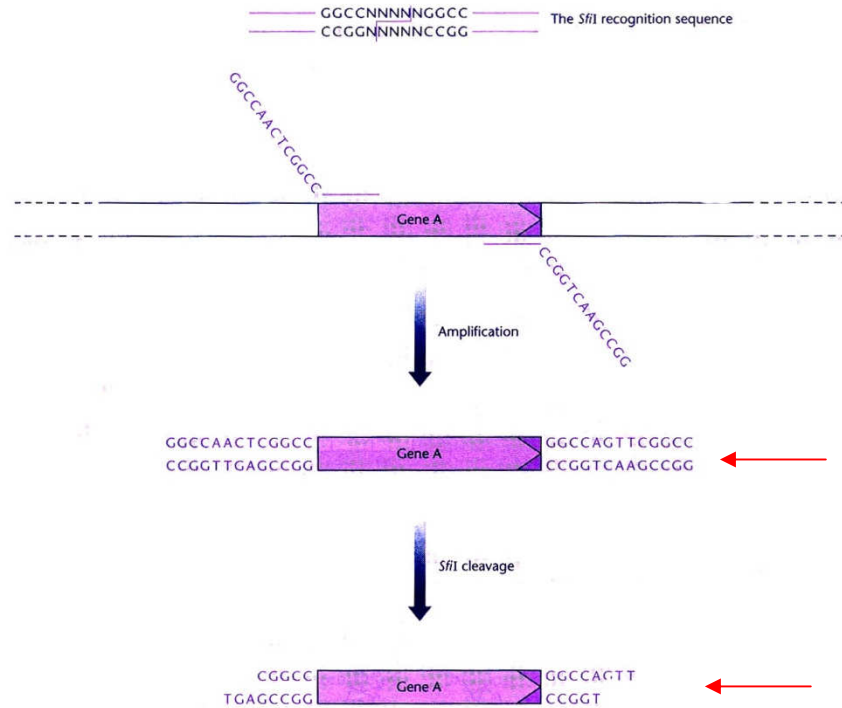 GGCCNNNNNGGCC
The SfiI recognition sequence
CCGGNNNNNCCGG
GGCCAACTCGGCC
Gene A
CCGGTCAAGCCGG
Amplification
GGCCAACTCGGCC
GGCCAGTTCGGCC
Gene A
CCGGTTGAGCCGG
CCGGTCAAGCCGG
SfiI cleavage
CGGCC
GGCCAGTT
Gene A
TGAGCCGG
CCGGT